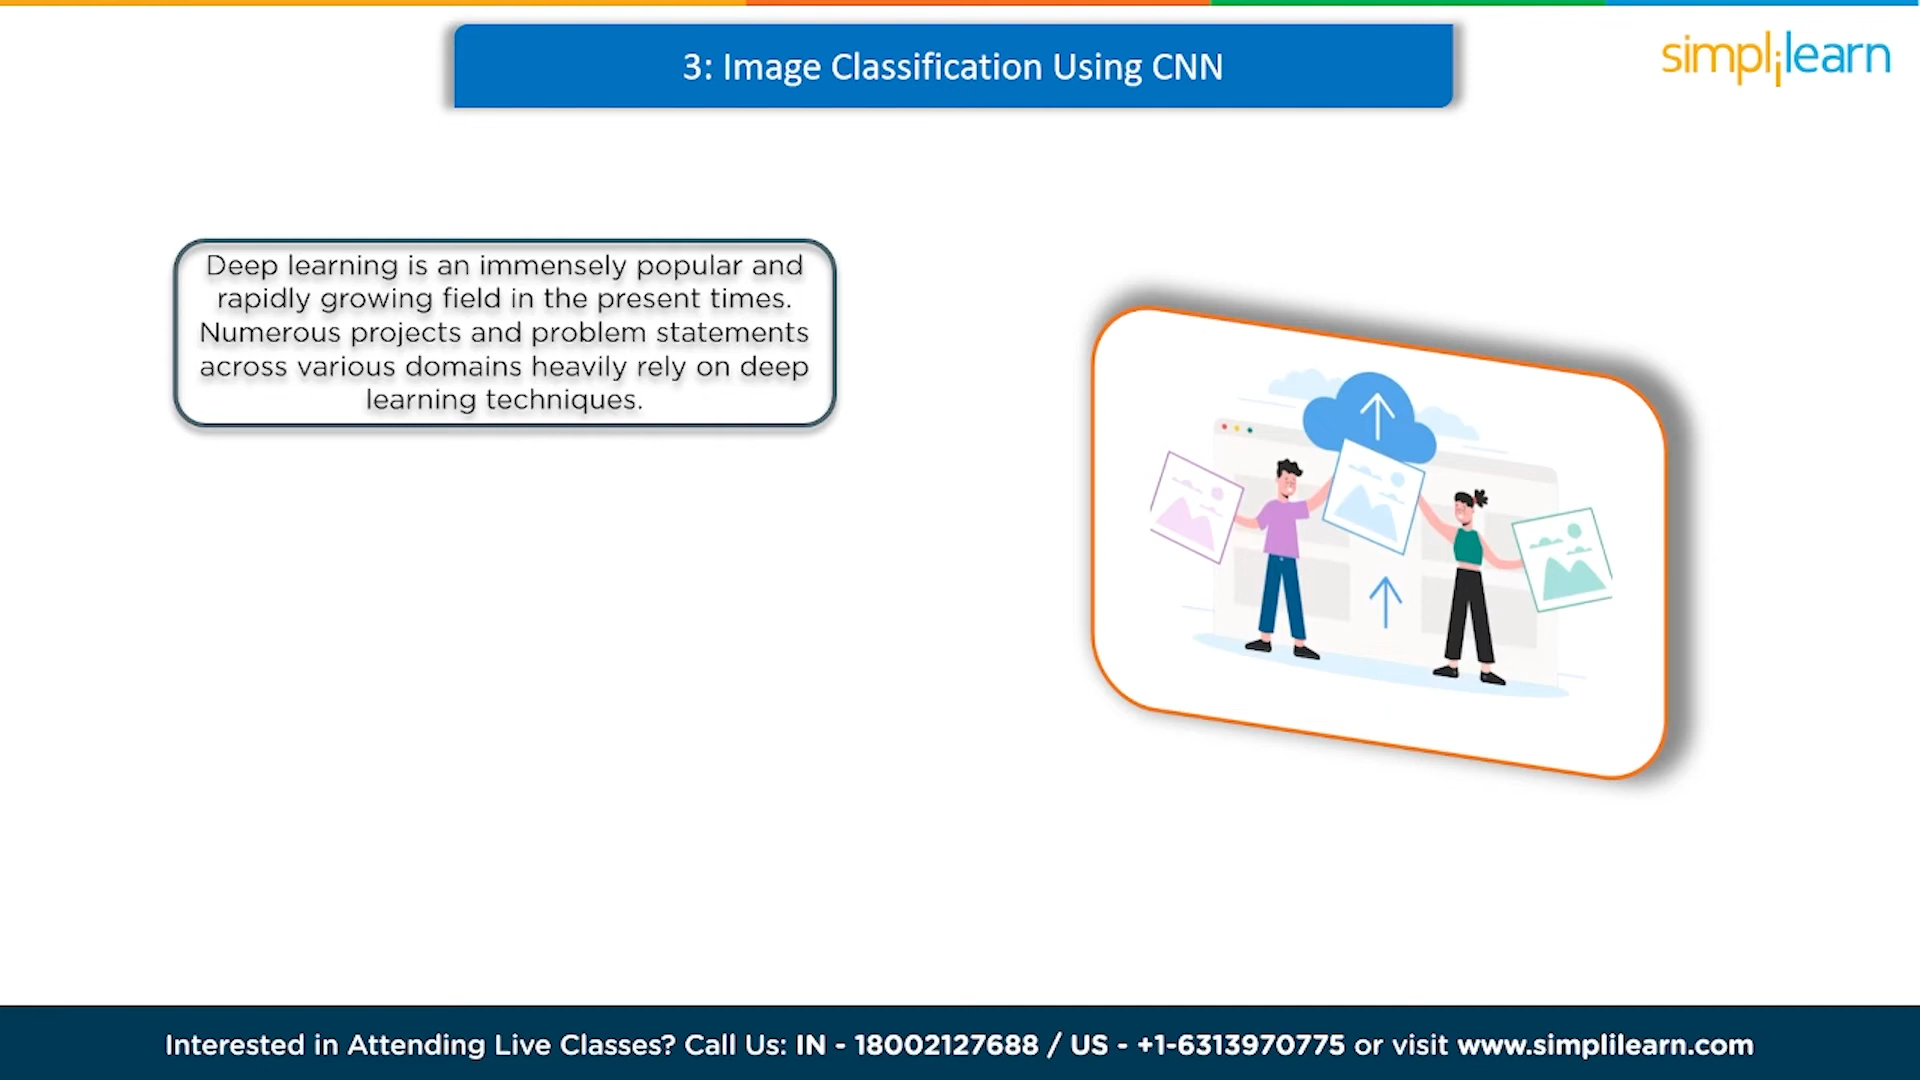 3: Image Classification Using CNN
simplilearn
Deep learning is an immensely popular and
rapidly growing field in the present times.
Numerous projects and problem statements
across various domains heavily rely on deep
learning techniques.
Interested in Attending Live Classes? Call Us: IN - 18002127688 / US - +1-6313970775 or visit www.simplilearn.com